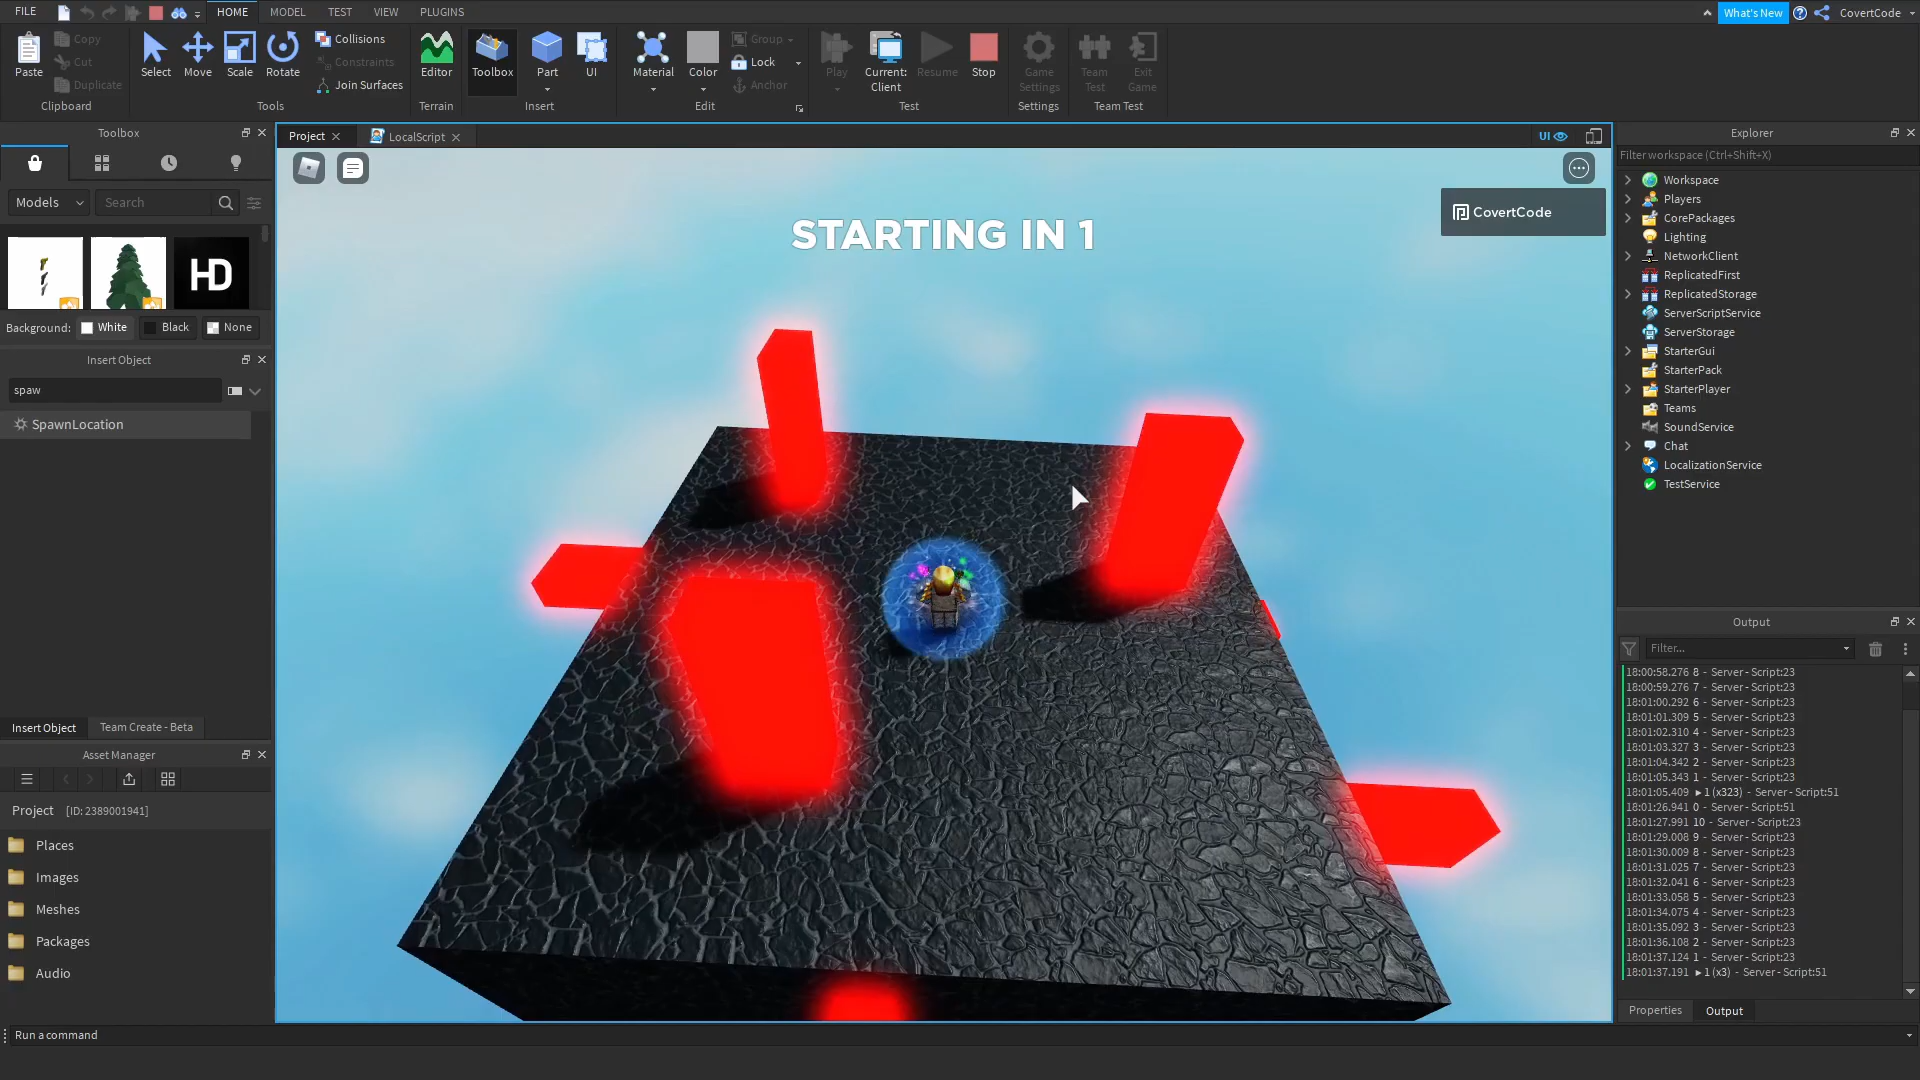 FILE
HOME
MODEL
TEST
VIEW
PLUGINS
What's New
CovertCode
Paste
Copy
Cut
Duplicate
Clipboard
Select
Move
Scale
Rotate
Collisions
Constraints
Join Surfaces
Tools
Editor
Terrain
Toolbox
Part
UI
Insert
Material
Color
Group
Lock
Anchor
Edit
Play
Current:
Client
Resume
Stop
Test
Game
Settings
Settings
Team
Test
Exit
Game
Team Test
Toolbox
Models
Search
HD
Background:
White
Black
None
Insert Object
spaw
SpawnLocation
Insert Object
Team Create - Beta
Asset Manager
Project [ID: 2389001941]
Places
Images
Meshes
Packages
Audio
Run a command
Project
LocalScript
UI
STARTING IN 1
CovertCode
Explorer
Filter workspace (Ctrl+Shift+X)
Workspace
Players
CorePackages
Lighting
NetworkClient
ReplicatedFirst
ReplicatedStorage
ServerScriptService
ServerStorage
StarterGui
StarterPack
StarterPlayer
Teams
SoundService
Chat
LocalizationService
TestService
Output
Filter...
18:00:58.276 8 - Server - Script:23
18:00:59.276 7 - Server - Script:23
18:01:00.292 6 - Server - Script:23
18:01:01.309 5 - Server - Script:23
18:01:02.310 4 - Server - Script:23
18:01:03.327 3 - Server - Script:23
18:01:04.342 2 - Server - Script:23
18:01:05.343 1 - Server - Script:23
18:01:05.409 ▸ 1 (x323) - Server - Script:51
18:01:26.941 0 - Server - Script:51
18:01:27.991 10 - Server - Script:23
18:01:29.008 9 - Server - Script:23
18:01:30.009 8 - Server - Script:23
18:01:31.025 7 - Server - Script:23
18:01:32.041 6 - Server - Script:23
18:01:33.058 5 - Server - Script:23
18:01:34.075 4 - Server - Script:23
18:01:35.092 3 - Server - Script:23
18:01:36.108 2 - Server - Script:23
18:01:37.124 1 - Server - Script:23
18:01:37.191 ▸ 1 (x3) - Server - Script:51
Properties
Output